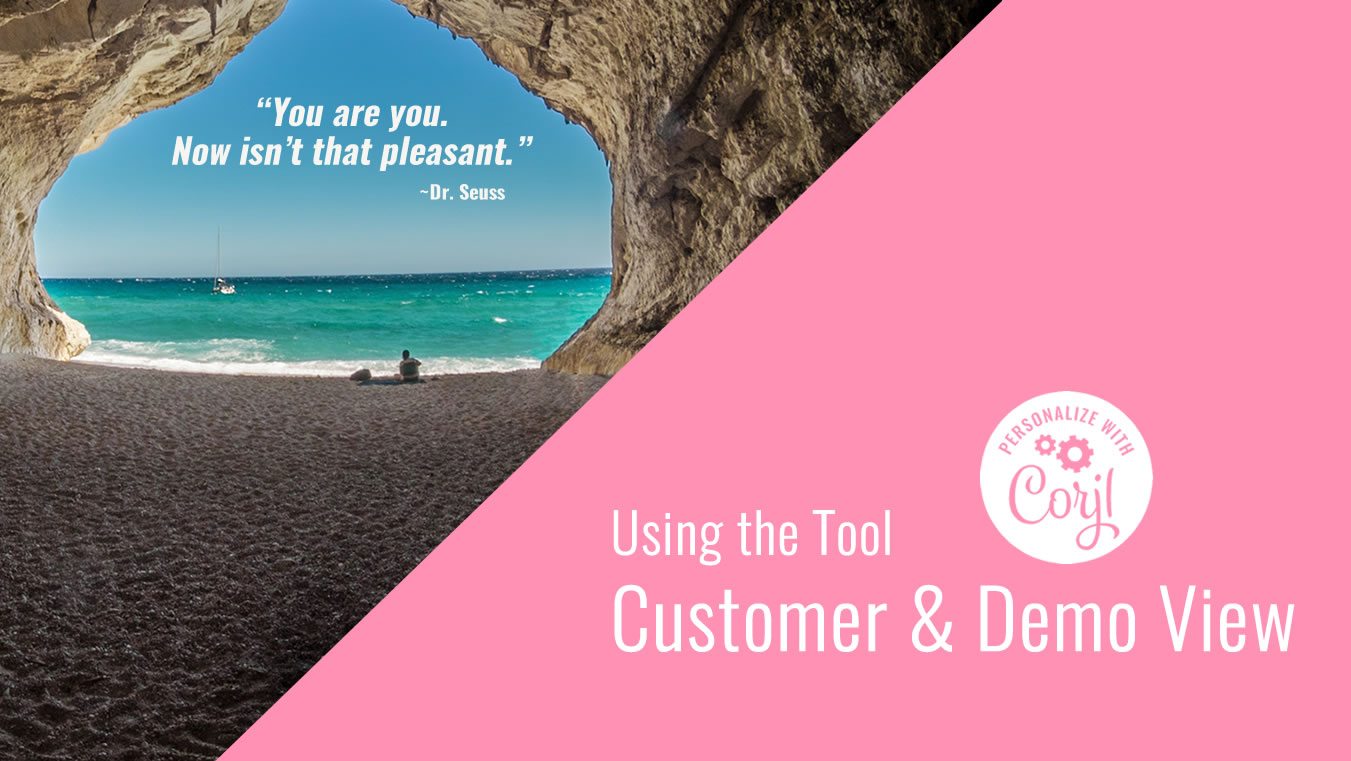 “You are you.
Now isn’t that pleasant.”
~Dr. Seuss
PERSONALIZE WITH
Corjl
Using the Tool
Customer & Demo View